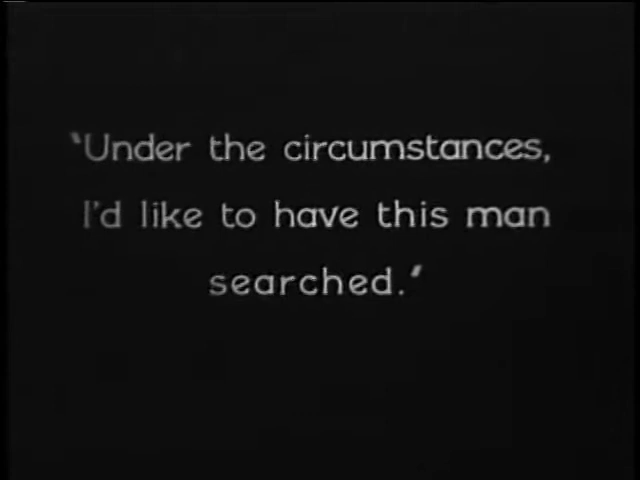 "Under the circumstances,
I'd like to have this man
searched."